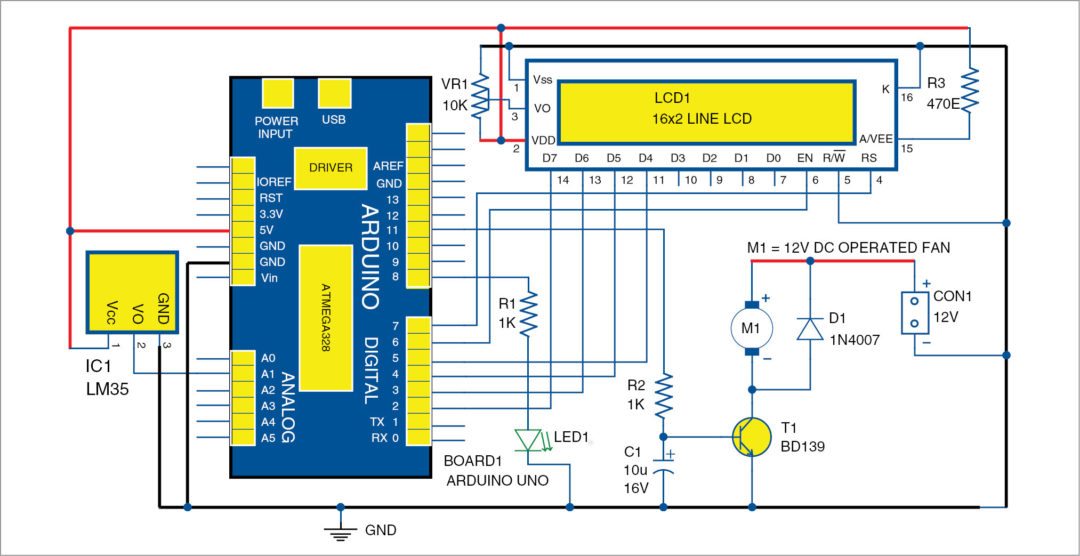 VR1
10K
POWER
INPUT
USB
DRIVER
IOREF
RST
3.3V
5V
GND
GND
Vin
AREF
GND
13
12
11
10
9
8
ARDUINO
ATMEGA328
7
6
5
4
3
2
TX 1
RX 0
DIGITAL
A0
A1
A2
A3
A4
A5
ANALOG
BOARD1
ARDUINO UNO
Vcc
VO
GND
1
2
3
IC1
LM35
1
3
2
Vss
VO
VDD
LCD1
16x2 LINE LCD
K
A/VEE
16
15
D7 D6 D5 D4 D3 D2 D1 D0 EN R/W RS
14 13 12 11 10 9 8 7 6 5 4
R3
470E
M1 = 12V DC OPERATED FAN
+
M1
–
D1
1N4007
+
CON1
12V
–
R1
1K
LED1
R2
1K
C1
+
10u
16V
T1
BD139
GND